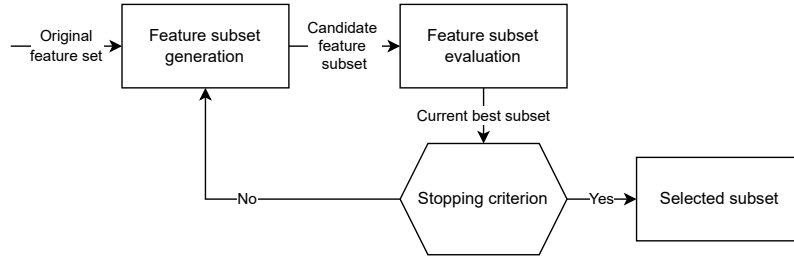 Original
feature set
Feature subset
generation
Candidate
feature
subset
Feature subset
evaluation
Current best subset
Stopping criterion
No
Yes
Selected subset